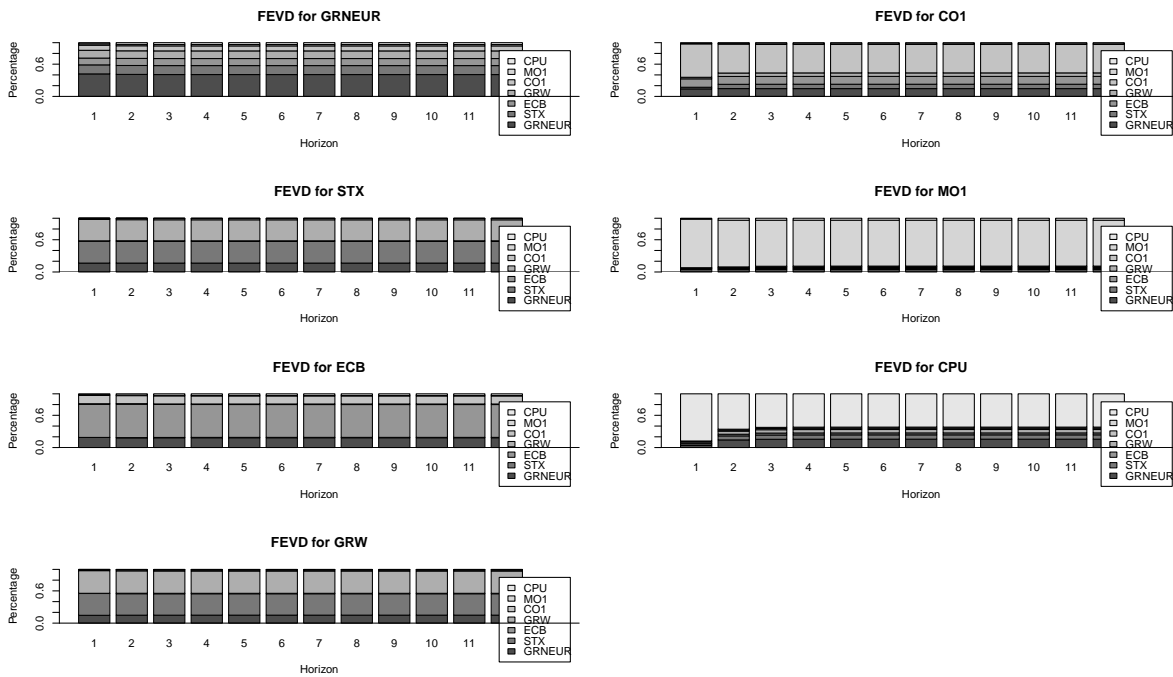 FEVD for GRNEUR
Percentage
0.0 0.6
CPU
MO1
CO1
GRW
ECB
STX
GRNEUR
1 2 3 4 5 6 7 8 9 10 11
Horizon
FEVD for STX
Percentage
0.0 0.6
CPU
MO1
CO1
GRW
ECB
STX
GRNEUR
1 2 3 4 5 6 7 8 9 10 11
Horizon
FEVD for ECB
Percentage
0.0 0.6
CPU
MO1
CO1
GRW
ECB
STX
GRNEUR
1 2 3 4 5 6 7 8 9 10 11
Horizon
FEVD for GRW
Percentage
0.0 0.6
CPU
MO1
CO1
GRW
ECB
STX
GRNEUR
1 2 3 4 5 6 7 8 9 10 11
Horizon
FEVD for CO1
Percentage
0.0 0.6
CPU
MO1
CO1
GRW
ECB
STX
GRNEUR
1 2 3 4 5 6 7 8 9 10 11
Horizon
FEVD for MO1
Percentage
0.0 0.6
CPU
MO1
CO1
GRW
ECB
STX
GRNEUR
1 2 3 4 5 6 7 8 9 10 11
Horizon
FEVD for CPU
Percentage
0.0 0.6
CPU
MO1
CO1
GRW
ECB
STX
GRNEUR
1 2 3 4 5 6 7 8 9 10 11
Horizon